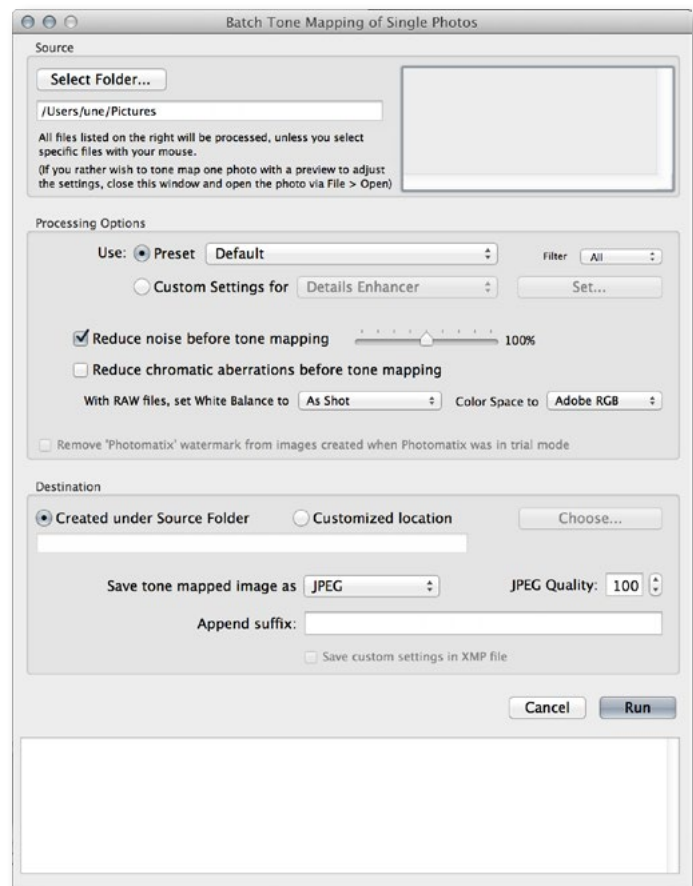 Batch Tone Mapping of Single Photos
Source
Select Folder...
/Users/une/Pictures
All files listed on the right will be processed, unless you select
specific files with your mouse.
(If you rather wish to tone map one photo with a preview to adjust
the settings, close this window and open the photo via File > Open)
Processing Options
Use: Preset Default Filter All
Custom Settings for Details Enhancer Set...
Reduce noise before tone mapping 100%
Reduce chromatic aberrations before tone mapping
With RAW files, set White Balance to As Shot Color Space to Adobe RGB
Remove 'Photomatix' watermark from images created when Photomatix was in trial mode
Destination
Created under Source Folder Customized location Choose...
Save tone mapped image as JPEG JPEG Quality: 100
Append suffix:
Save custom settings in XMP file
Cancel Run